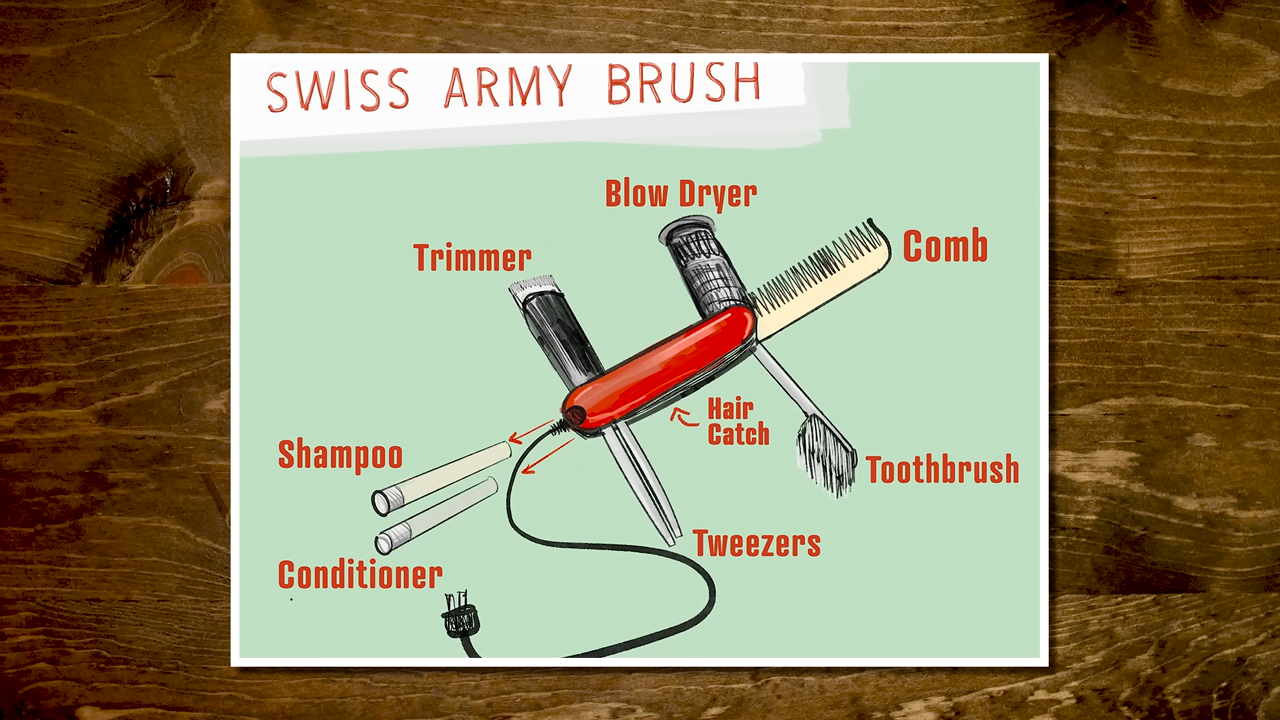 SWISS ARMY BRUSH
Blow Dryer
Trimmer
Comb
Hair
Catch
Shampoo
Toothbrush
Tweezers
Conditioner